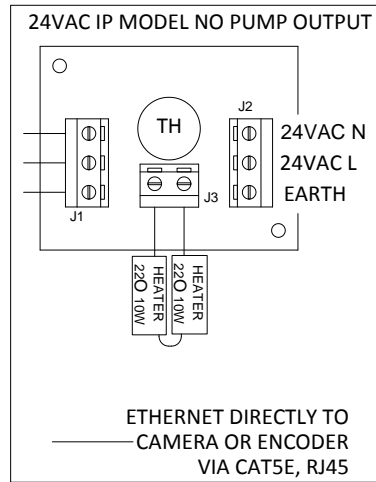 24VAC IP MODEL NO PUMP OUTPUT
TH
J2
24VAC N
24VAC L
EARTH
J1
J3
HEATER
22O 10W
HEATER
22O 10W
ETHERNET DIRECTLY TO
CAMERA OR ENCODER
VIA CAT5E, RJ45